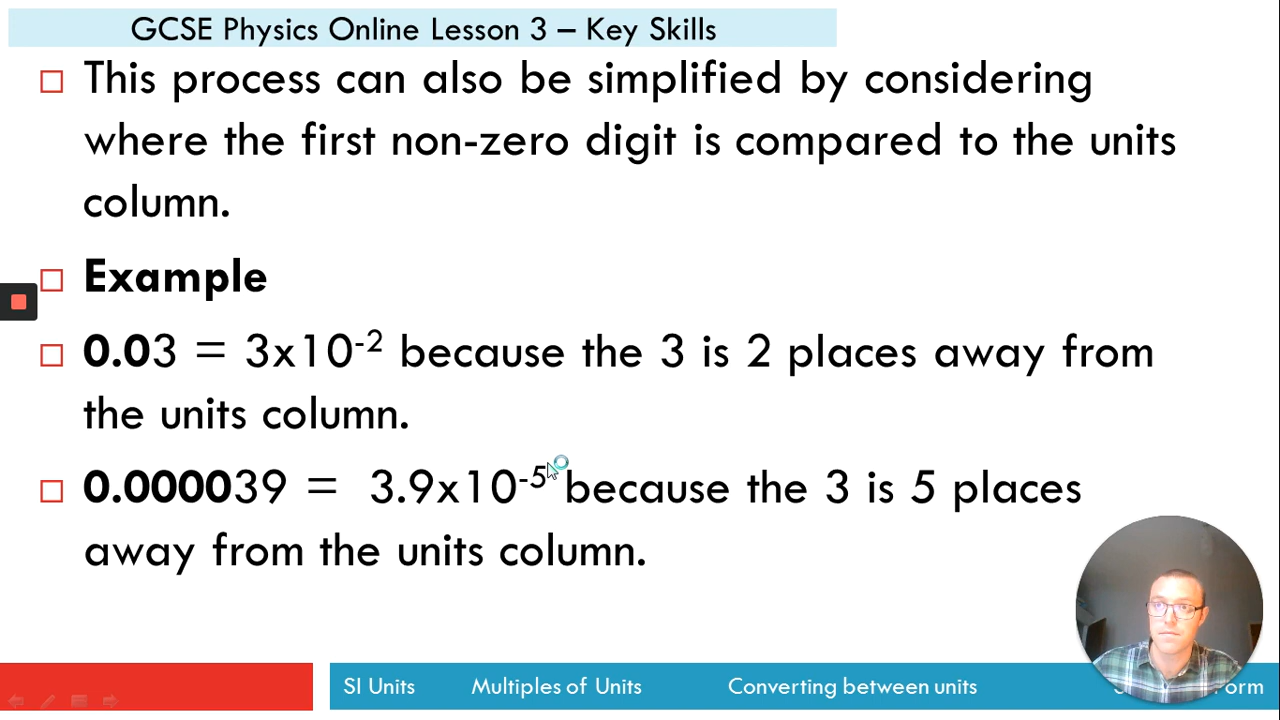 GCSE Physics Online Lesson 3 – Key Skills
This process can also be simplified by considering
where the first non-zero digit is compared to the units
column.
Example
0.03 = 3x10⁻² because the 3 is 2 places away from
the units column.
0.000039 = 3.9x10⁻⁵ because the 3 is 5 places
away from the units column.
SI Units Multiples of Units Converting between units Form